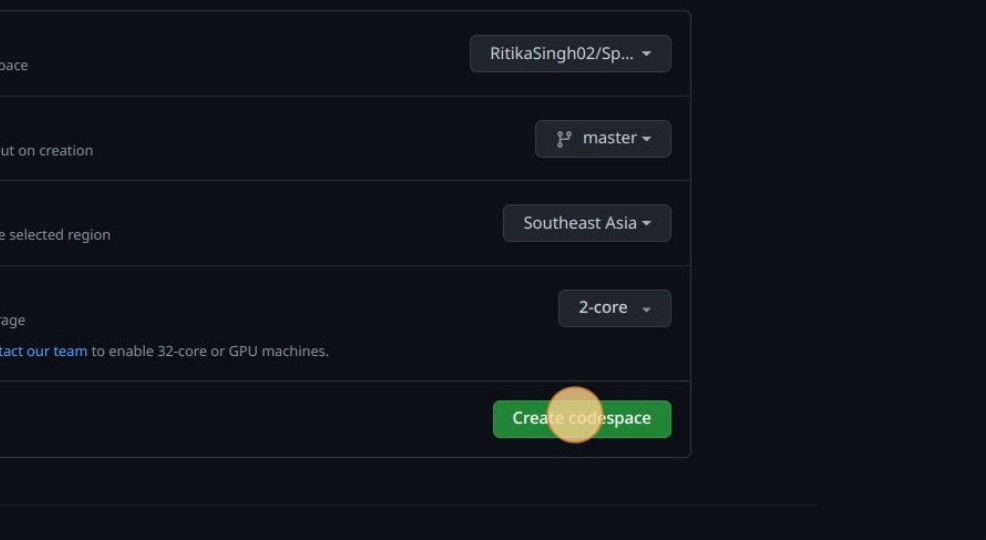 RitikaSingh02/Sp...
pace
master
ut on creation
Southeast Asia
e selected region
2-core
rage
tact our team to enable 32-core or GPU machines.
Create codespace